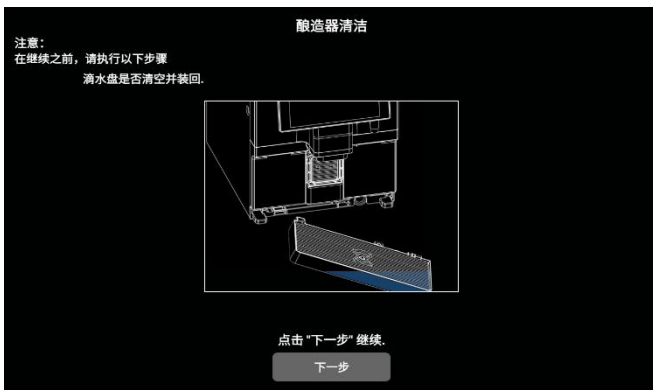 酿造器清洁
注意:
在继续之前，请执行以下步骤
滴水盘是否清空并装回.
点击 "下一步" 继续.
下一步